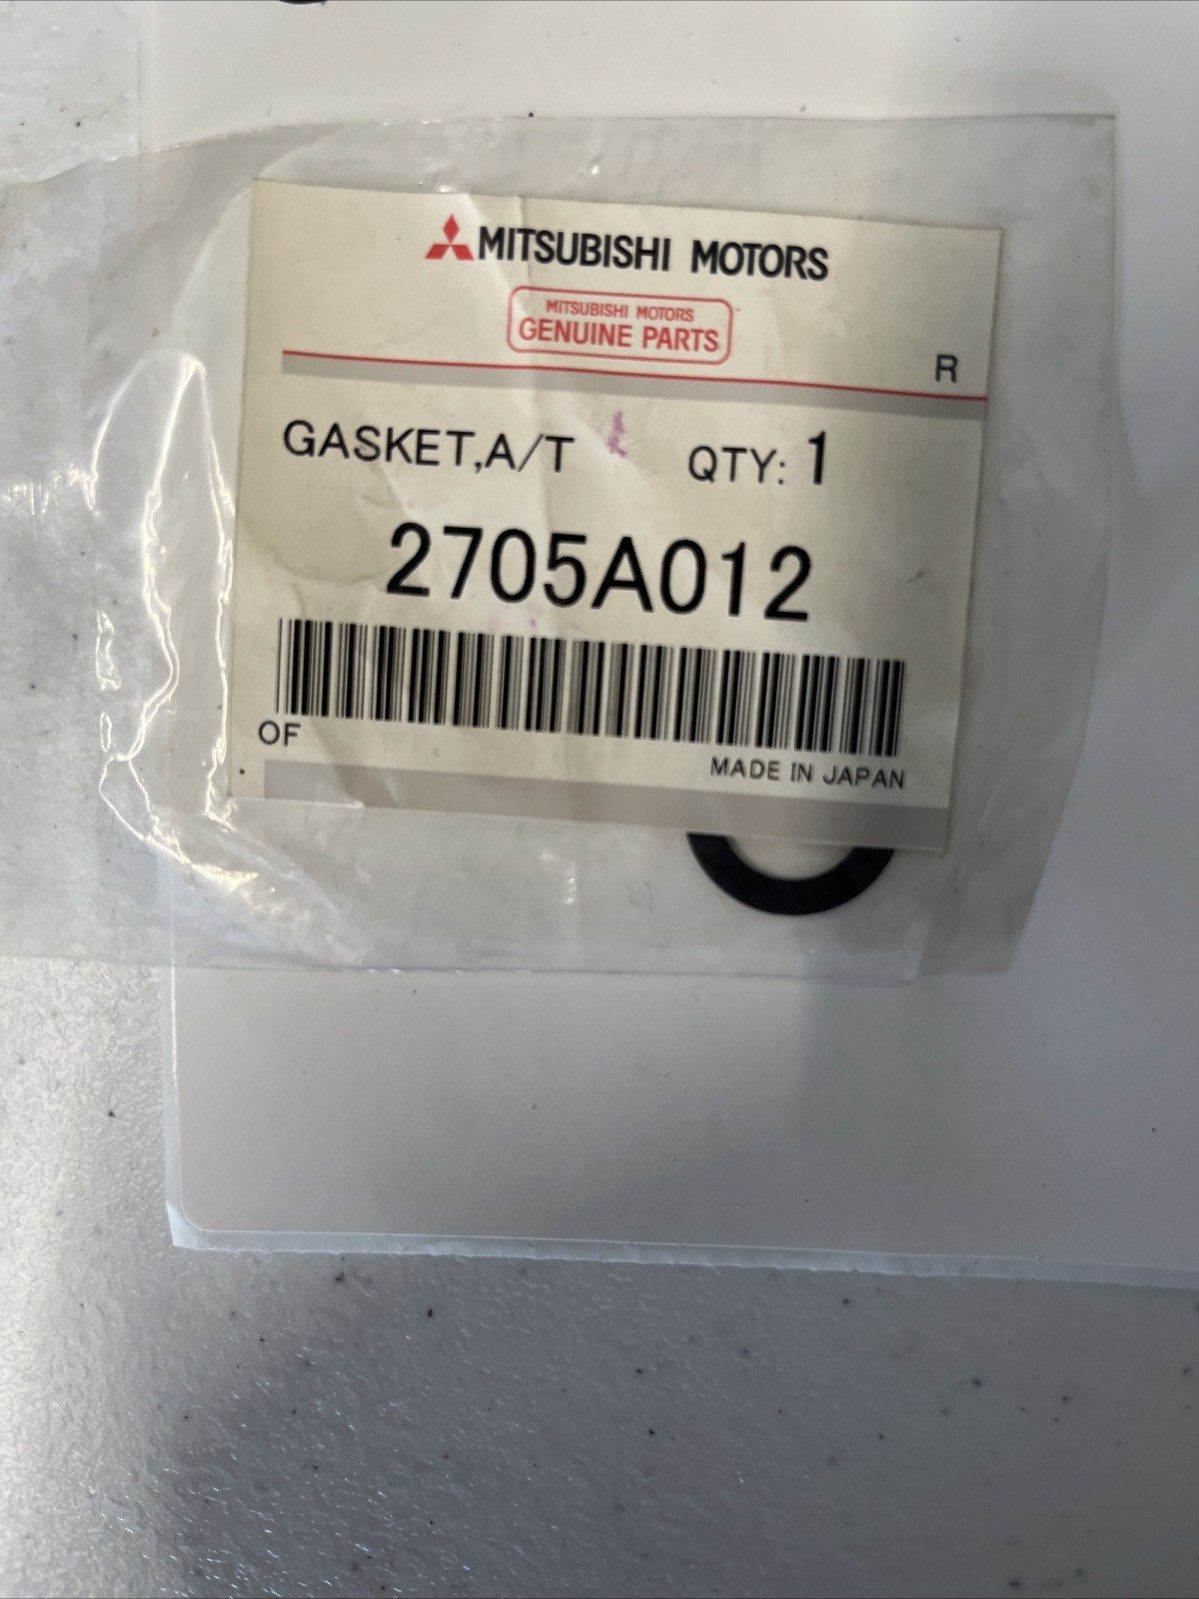 MITSUBISHI MOTORS
MITSUBISHI MOTORS
GENUINE PARTS
R
GASKET,A/T QTY: 1
2705A012
OF
MADE IN JAPAN